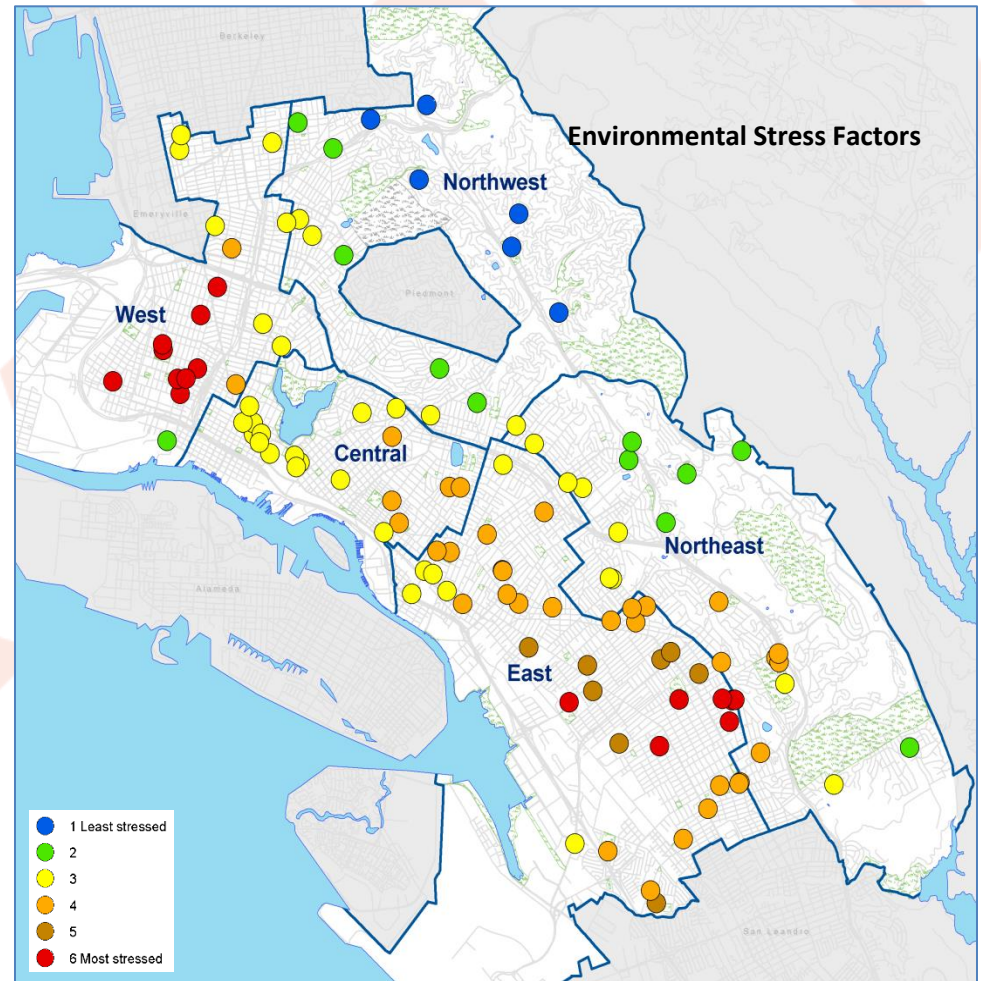 Berkeley
Environmental Stress Factors
Northwest
Emeryville
Piedmont
West
Central
Northeast
Alameda
East
1 Least stressed
2
3
4
5
6 Most stressed
San Leandro